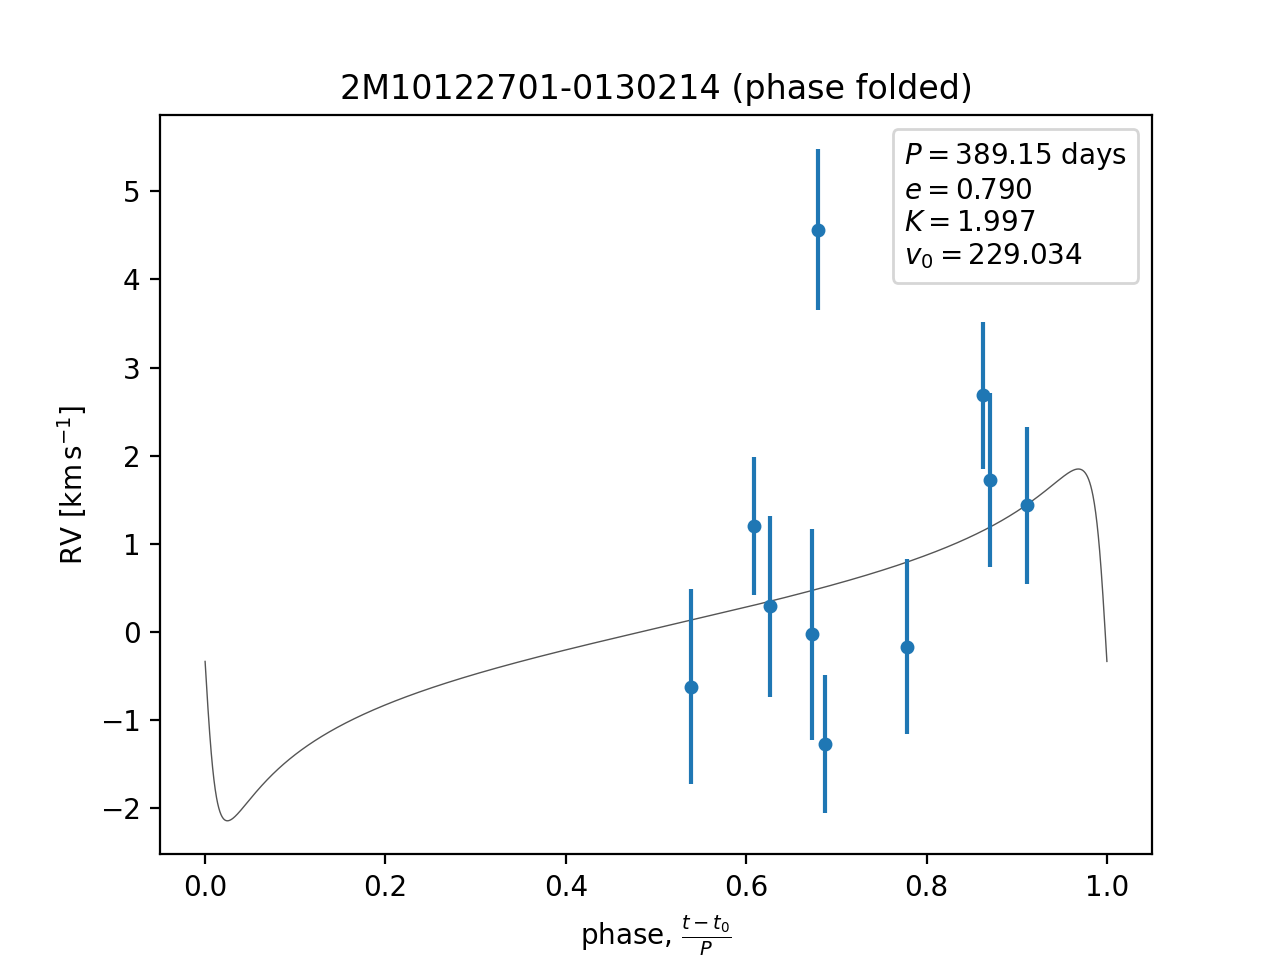 2M10122701-0130214 (phase folded)
P = 389.15 days
e = 0.790
K = 1.997
v₀ = 229.034
5
4
3
2
1
0
−1
−2
RV [km s⁻¹]
0.0 0.2 0.4 0.6 0.8 1.0
phase, (t − t₀)/P